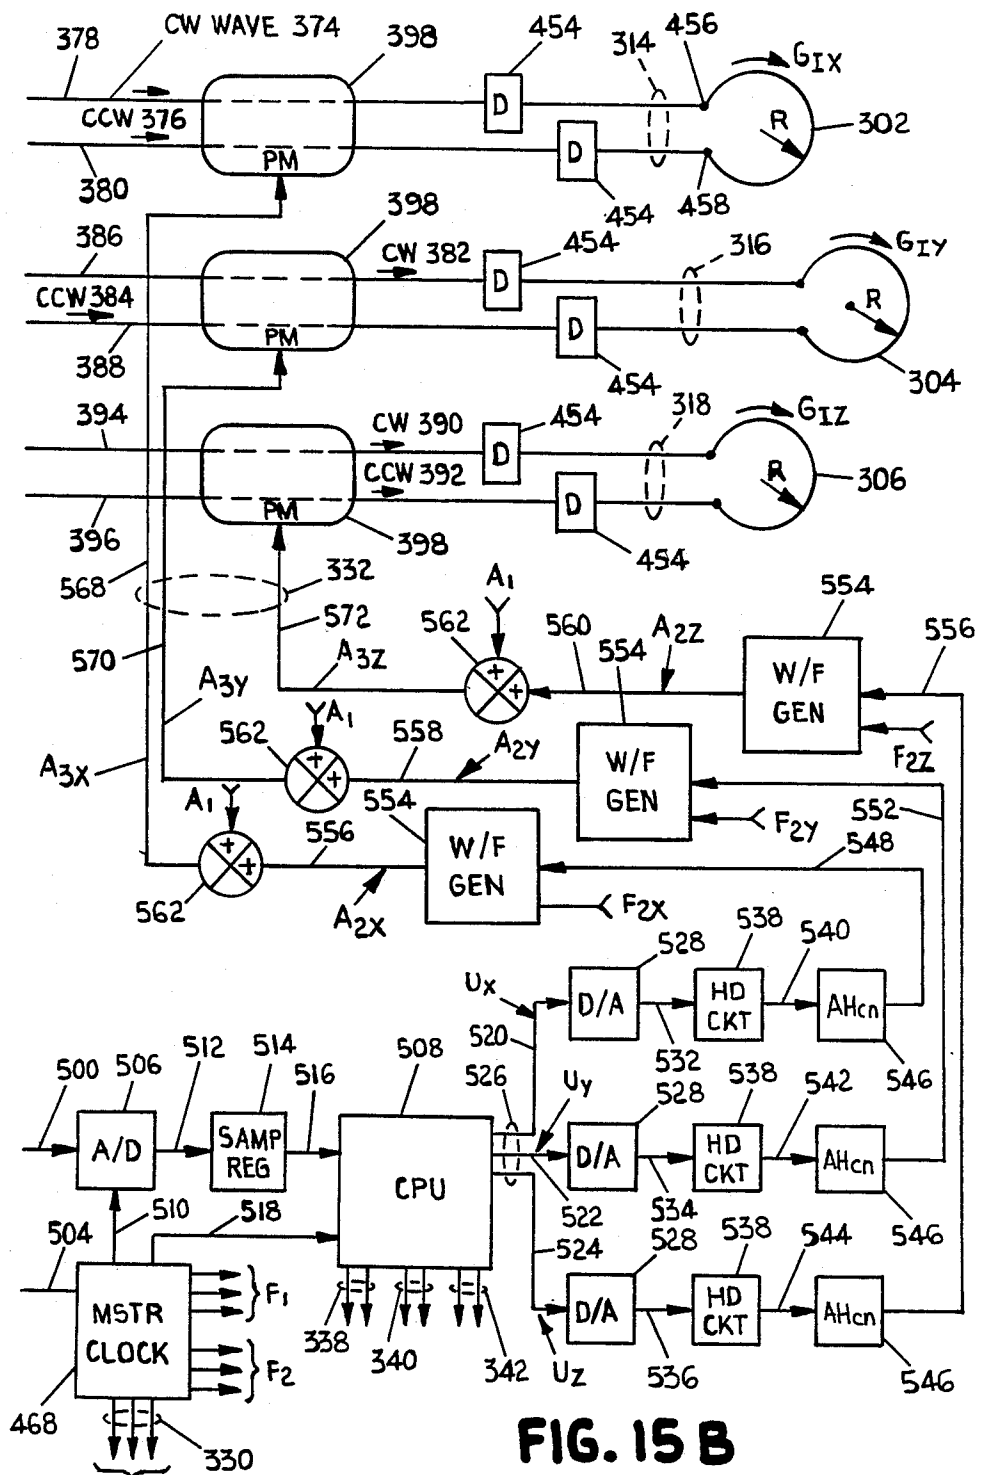 378
CW WAVE 374
398
454
314
456
GIX
CCW 376
D
R
302
PM
D
380
454
458
386
398
CW 382
454
316
GIY
CCW 384
D
R
PM
D
388
454
304
394
CW 390
454
318
GIZ
D
CCW 392
R
306
PM
D
396
398
454
568
332
A1
554
572
562
560
A2Z
554
556
570
A3Z
+
+
W/F
GEN
A3Y
A1
F2Z
562
558
A2Y
W/F
GEN
+
+
A3X
A1
554
552
F2Y
556
W/F
GEN
548
+
+
562
A2X
F2X
538
528
540
UX
D/A
HD
CKT
AHcn
508
520
532
546
500
506
512
514
516
526
Uy
528
538
542
A/D
SAMP
REG
CPU
D/A
HD
CKT
AHcn
510
518
522
534
546
504
524
528
538
544
MSTR
CLOCK
F1
D/A
HD
CKT
AHcn
338
340
342
F2
UZ
536
546
468
330
FIG. 15 B